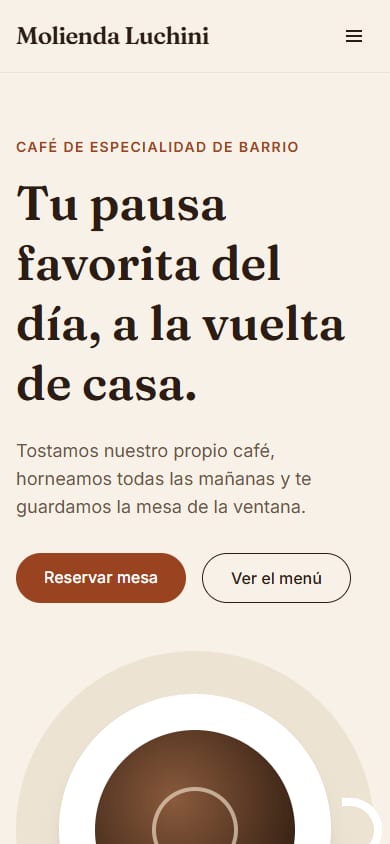 Molienda Luchini
CAFÉ DE ESPECIALIDAD DE BARRIO
Tu pausa
favorita del
día, a la vuelta
de casa.
Tostamos nuestro propio café,
horneamos todas las mañanas y te
guardamos la mesa de la ventana.
Reservar mesa
Ver el menú